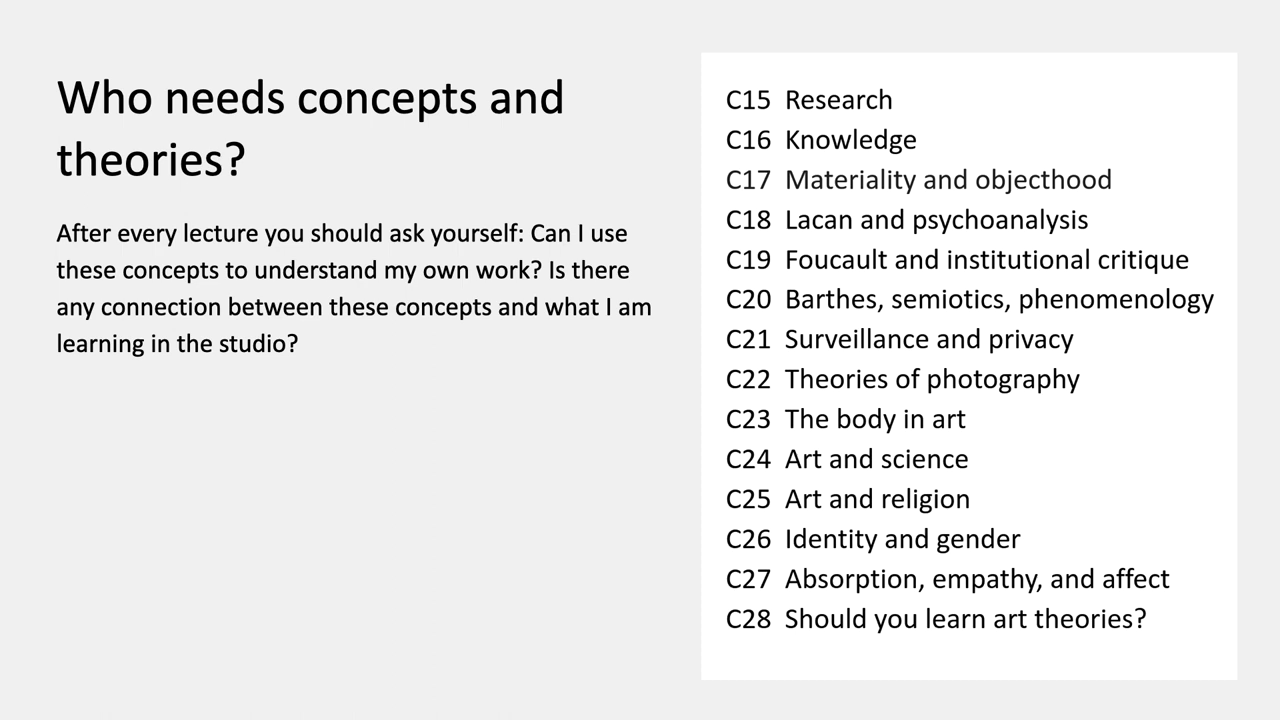 Who needs concepts and
theories?
After every lecture you should ask yourself: Can I use
these concepts to understand my own work? Is there
any connection between these concepts and what I am
learning in the studio?
C15 Research
C16 Knowledge
C17 Materiality and objecthood
C18 Lacan and psychoanalysis
C19 Foucault and institutional critique
C20 Barthes, semiotics, phenomenology
C21 Surveillance and privacy
C22 Theories of photography
C23 The body in art
C24 Art and science
C25 Art and religion
C26 Identity and gender
C27 Absorption, empathy, and affect
C28 Should you learn art theories?